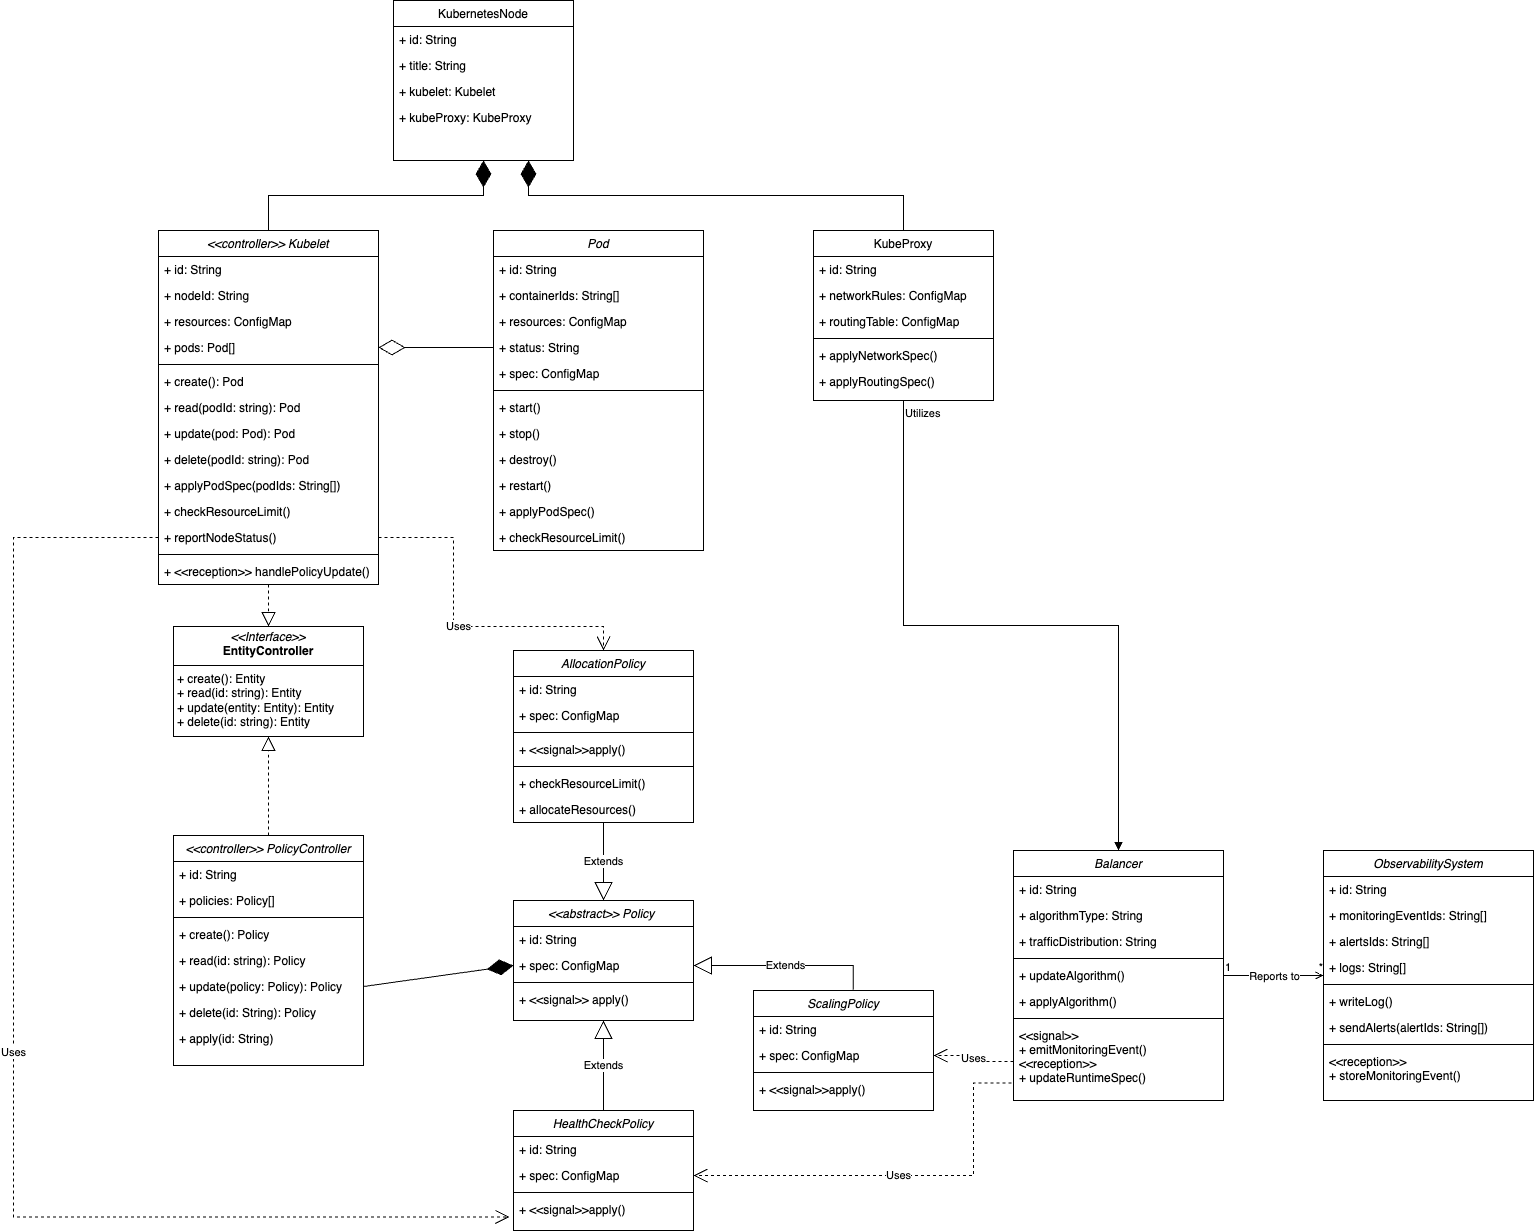 KubernetesNode
+ id: String
+ title: String
+ kubelet: Kubelet
+ kubeProxy: KubeProxy
<<controller>> Kubelet
+ id: String
+ nodeId: String
+ resources: ConfigMap
+ pods: Pod[]
+ create(): Pod
+ read(podId: string): Pod
+ update(pod: Pod): Pod
+ delete(podId: string): Pod
+ applyPodSpec(podIds: String[])
+ checkResourceLimit()
+ reportNodeStatus()
+ <<reception>> handlePolicyUpdate()
Pod
+ id: String
+ containerIds: String[]
+ resources: ConfigMap
+ status: String
+ spec: ConfigMap
+ start()
+ stop()
+ destroy()
+ restart()
+ applyPodSpec()
+ checkResourceLimit()
KubeProxy
+ id: String
+ networkRules: ConfigMap
+ routingTable: ConfigMap
+ applyNetworkSpec()
+ applyRoutingSpec()
Utilizes
Uses
<<Interface>>
EntityController
+ create(): Entity
+ read(id: string): Entity
+ update(entity: Entity): Entity
+ delete(id: string): Entity
AllocationPolicy
+ id: String
+ spec: ConfigMap
+ <<signal>>apply()
+ checkResourceLimit()
+ allocateResources()
Extends
<<controller>> PolicyController
+ id: String
+ policies: Policy[]
+ create(): Policy
+ read(id: string): Policy
+ update(policy: Policy): Policy
+ delete(id: String): Policy
+ apply(id: String)
<<abstract>> Policy
+ id: String
+ spec: ConfigMap
+ <<signal>> apply()
Extends
ScalingPolicy
+ id: String
+ spec: ConfigMap
+ <<signal>>apply()
Balancer
+ id: String
+ algorithmType: String
+ trafficDistribution: String
+ updateAlgorithm()
+ applyAlgorithm()
<<signal>>
+ emitMonitoringEvent()
<<reception>>
+ updateRuntimeSpec()
1
Reports to
*
ObservabilitySystem
+ id: String
+ monitoringEventIds: String[]
+ alertsIds: String[]
+ logs: String[]
+ writeLog()
+ sendAlerts(alertIds: String[])
<<reception>>
+ storeMonitoringEvent()
Uses
Uses
Extends
HealthCheckPolicy
+ id: String
+ spec: ConfigMap
+ <<signal>>apply()
Uses